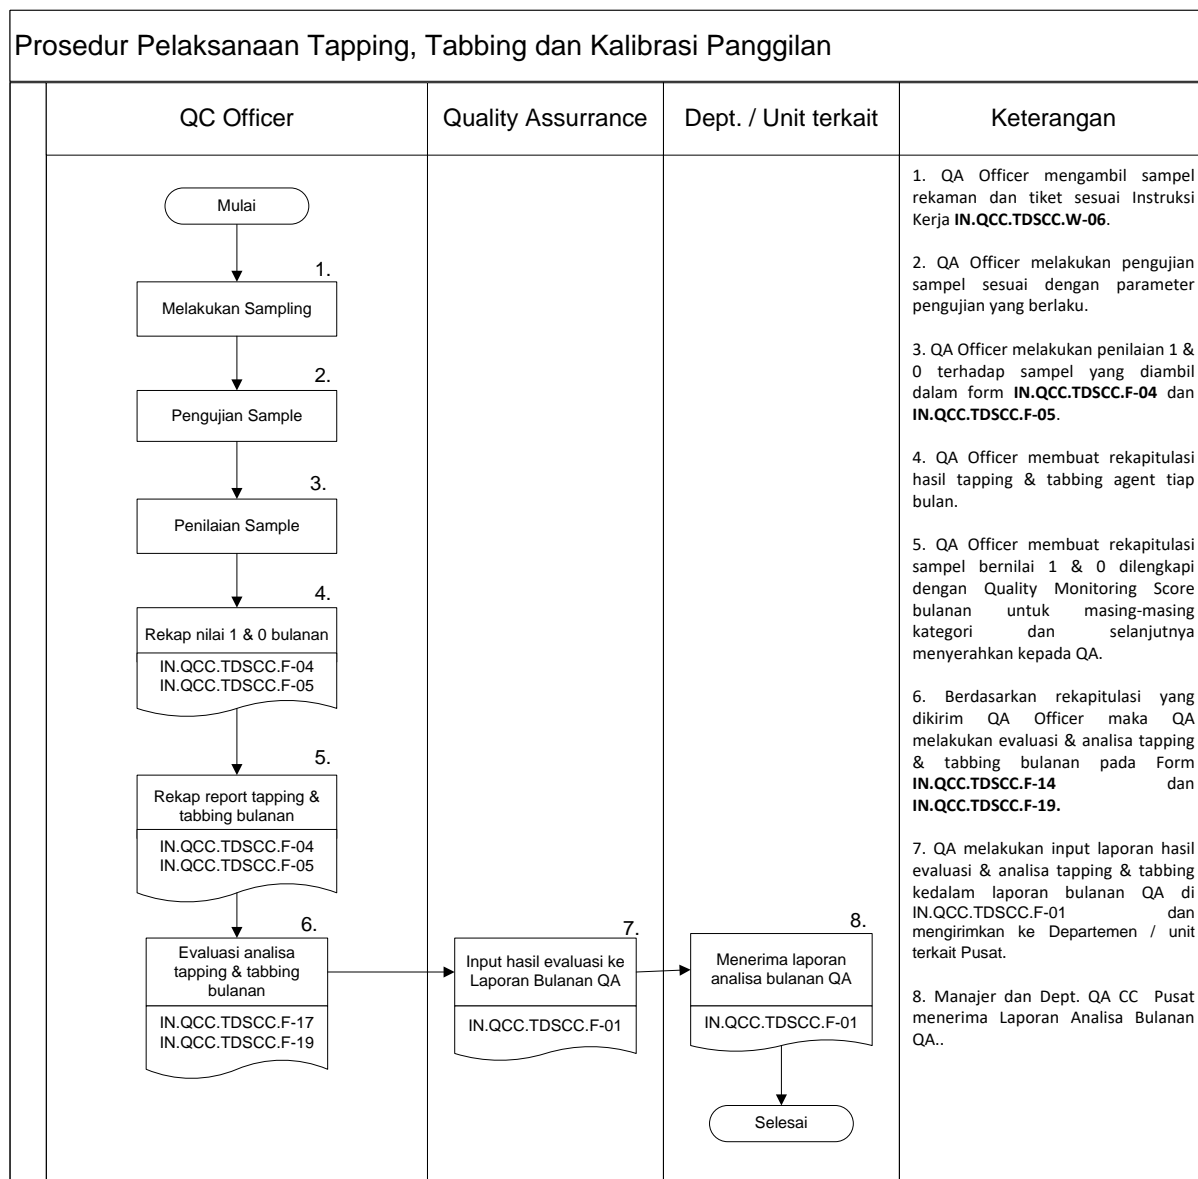 Prosedur Pelaksanaan Tapping, Tabbing dan Kalibrasi Panggilan
QC Officer
Quality Assurrance
Dept. / Unit terkait
Keterangan
Mulai
1.
Melakukan Sampling
2.
Pengujian Sample
3.
Penilaian Sample
4.
Rekap nilai 1 & 0 bulanan
IN.QCC.TDSCC.F-04
IN.QCC.TDSCC.F-05
5.
Rekap report tapping &
tabbing bulanan
IN.QCC.TDSCC.F-04
IN.QCC.TDSCC.F-05
6.
Evaluasi analisa
tapping & tabbing
bulanan
IN.QCC.TDSCC.F-17
IN.QCC.TDSCC.F-19
7.
Input hasil evaluasi ke
Laporan Bulanan QA
IN.QCC.TDSCC.F-01
8.
Menerima laporan
analisa bulanan QA
IN.QCC.TDSCC.F-01
Selesai
1. QA Officer mengambil sampel
rekaman dan tiket sesuai Instruksi
Kerja IN.QCC.TDSCC.W-06.
2. QA Officer melakukan pengujian
sampel sesuai dengan parameter
pengujian yang berlaku.
3. QA Officer melakukan penilaian 1 &
0 terhadap sampel yang diambil
dalam form IN.QCC.TDSCC.F-04 dan
IN.QCC.TDSCC.F-05.
4. QA Officer membuat rekapitulasi
hasil tapping & tabbing agent tiap
bulan.
5. QA Officer membuat rekapitulasi
sampel bernilai 1 & 0 dilengkapi
dengan Quality Monitoring Score
bulanan untuk masing-masing
kategori dan selanjutnya
menyerahkan kepada QA.
6. Berdasarkan rekapitulasi yang
dikirim QA Officer maka QA
melakukan evaluasi & analisa tapping
& tabbing bulanan pada Form
IN.QCC.TDSCC.F-14 dan
IN.QCC.TDSCC.F-19.
7. QA melakukan input laporan hasil
evaluasi & analisa tapping & tabbing
kedalam laporan bulanan QA di
IN.QCC.TDSCC.F-01 dan
mengirimkan ke Departemen / unit
terkait Pusat.
8. Manajer dan Dept. QA CC Pusat
menerima Laporan Analisa Bulanan
QA..